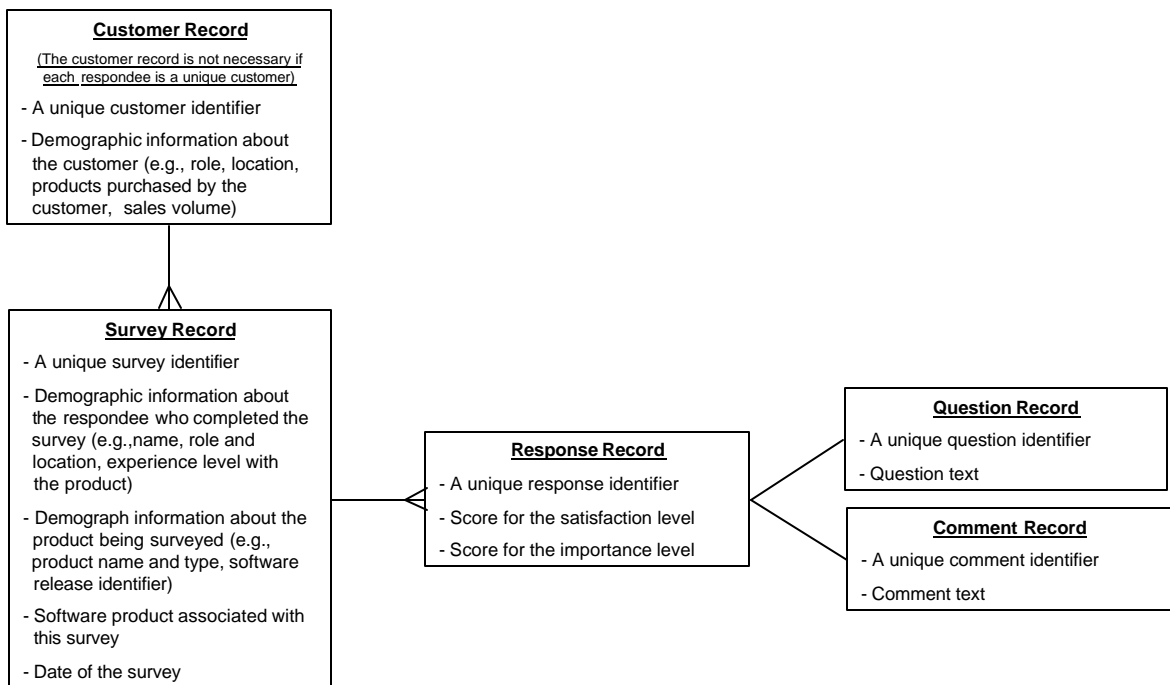 Customer Record
(The customer record is not necessary if
each respondee is a unique customer)
- A unique customer identifier
- Demographic information about
the customer (e.g., role, location,
products purchased by the
customer, sales volume)
Survey Record
- A unique survey identifier
- Demographic information about
the respondee who completed the
survey (e.g.,name, role and
location, experience level with
the product)
- Demograph information about the
product being surveyed (e.g.,
product name and type, software
release identifier)
- Software product associated with
this survey
- Date of the survey
Response Record
- A unique response identifier
- Score for the satisfaction level
- Score for the importance level
Question Record
- A unique question identifier
- Question text
Comment Record
- A unique comment identifier
- Comment text